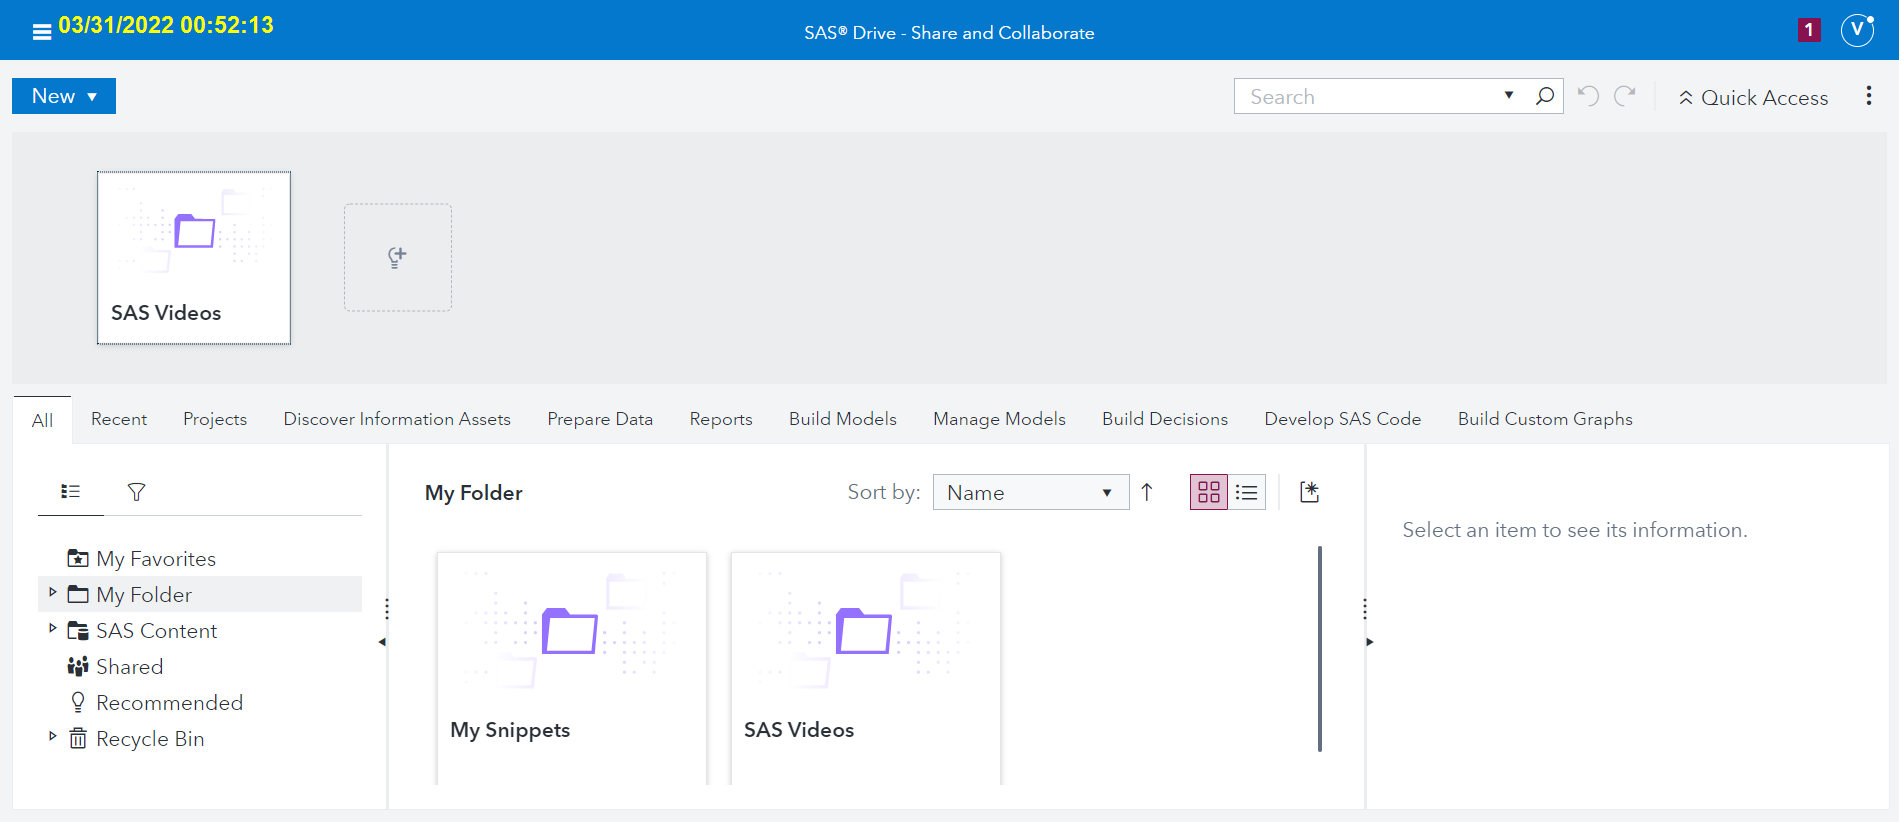 03/31/2022 00:52:13
SAS® Drive - Share and Collaborate
1
V
New
Search
Quick Access
SAS Videos
All
Recent
Projects
Discover Information Assets
Prepare Data
Reports
Build Models
Manage Models
Build Decisions
Develop SAS Code
Build Custom Graphs
My Favorites
My Folder
SAS Content
Shared
Recommended
Recycle Bin
My Folder
Sort by:
Name
My Snippets
SAS Videos
Select an item to see its information.